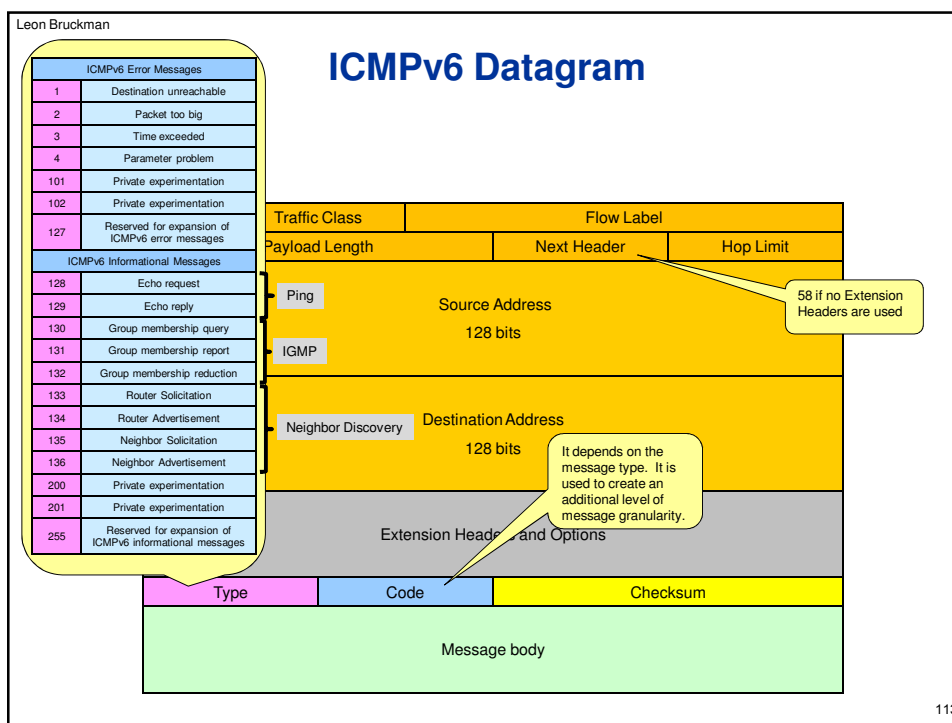 Leon Bruckman
ICMPv6 Datagram
ICMPv6 Error Messages
1 Destination unreachable
2 Packet too big
3 Time exceeded
4 Parameter problem
101 Private experimentation
102 Private experimentation
127 Reserved for expansion of
ICMPv6 error messages
ICMPv6 Informational Messages
128 Echo request
129 Echo reply
130 Group membership query
131 Group membership report
132 Group membership reduction
133 Router Solicitation
134 Router Advertisement
135 Neighbor Solicitation
136 Neighbor Advertisement
200 Private experimentation
201 Private experimentation
255 Reserved for expansion of
ICMPv6 informational messages
Ping
IGMP
Neighbor Discovery
Traffic Class Flow Label
Payload Length Next Header Hop Limit
58 if no Extension
Headers are used
Source Address
128 bits
Destination Address
128 bits
It depends on the
message type. It is
used to create an
additional level of
message granularity.
Extension Headers and Options
Type Code Checksum
Message body